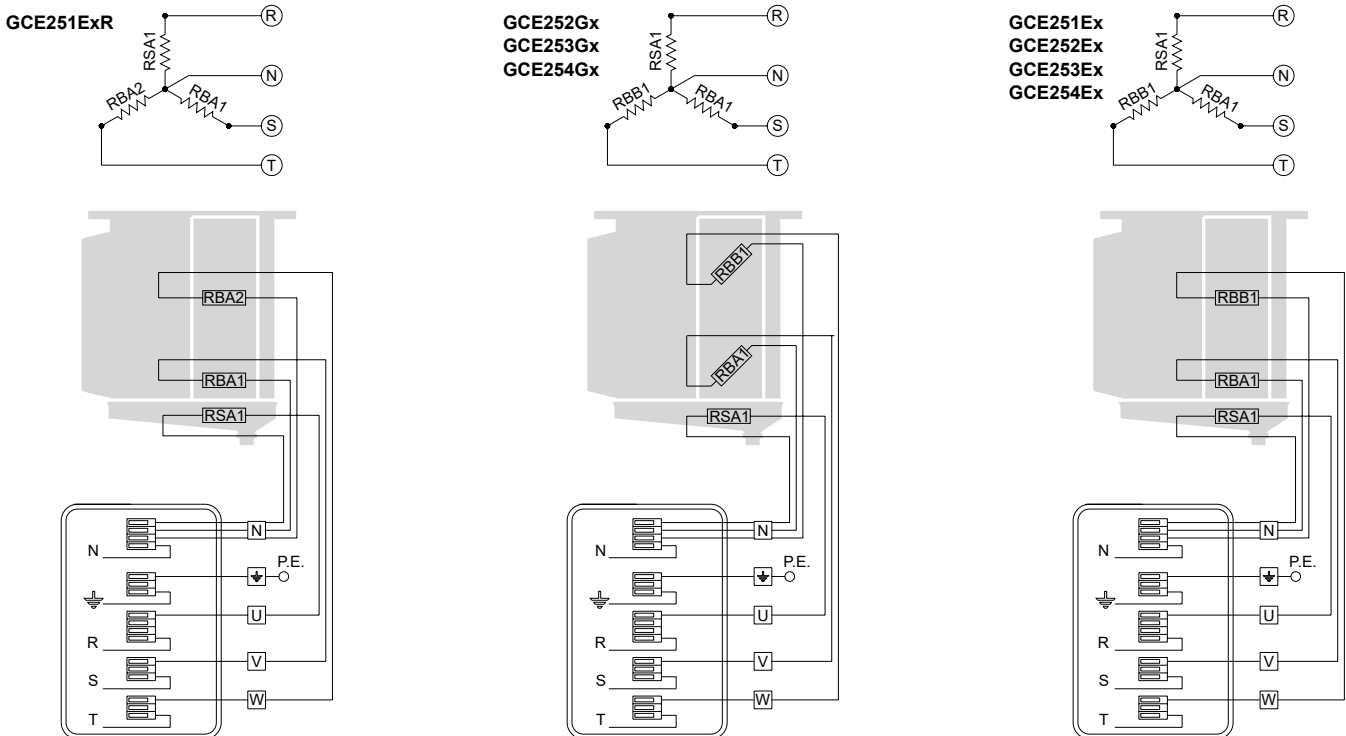 GCE251ExR
R
RSA1
N
RBA2
RBA1
S
T
RBA2
RBA1
RSA1
N
N
P.E.
U
R
V
S
W
T
GCE252Gx
GCE253Gx
GCE254Gx
R
RSA1
N
RBB1
RBA1
S
T
RBB1
RBA1
RSA1
N
N
P.E.
U
R
V
S
W
T
GCE251Ex
GCE252Ex
GCE253Ex
GCE254Ex
R
RSA1
N
RBB1
RBA1
S
T
RBB1
RBA1
RSA1
N
N
P.E.
U
R
V
S
W
T